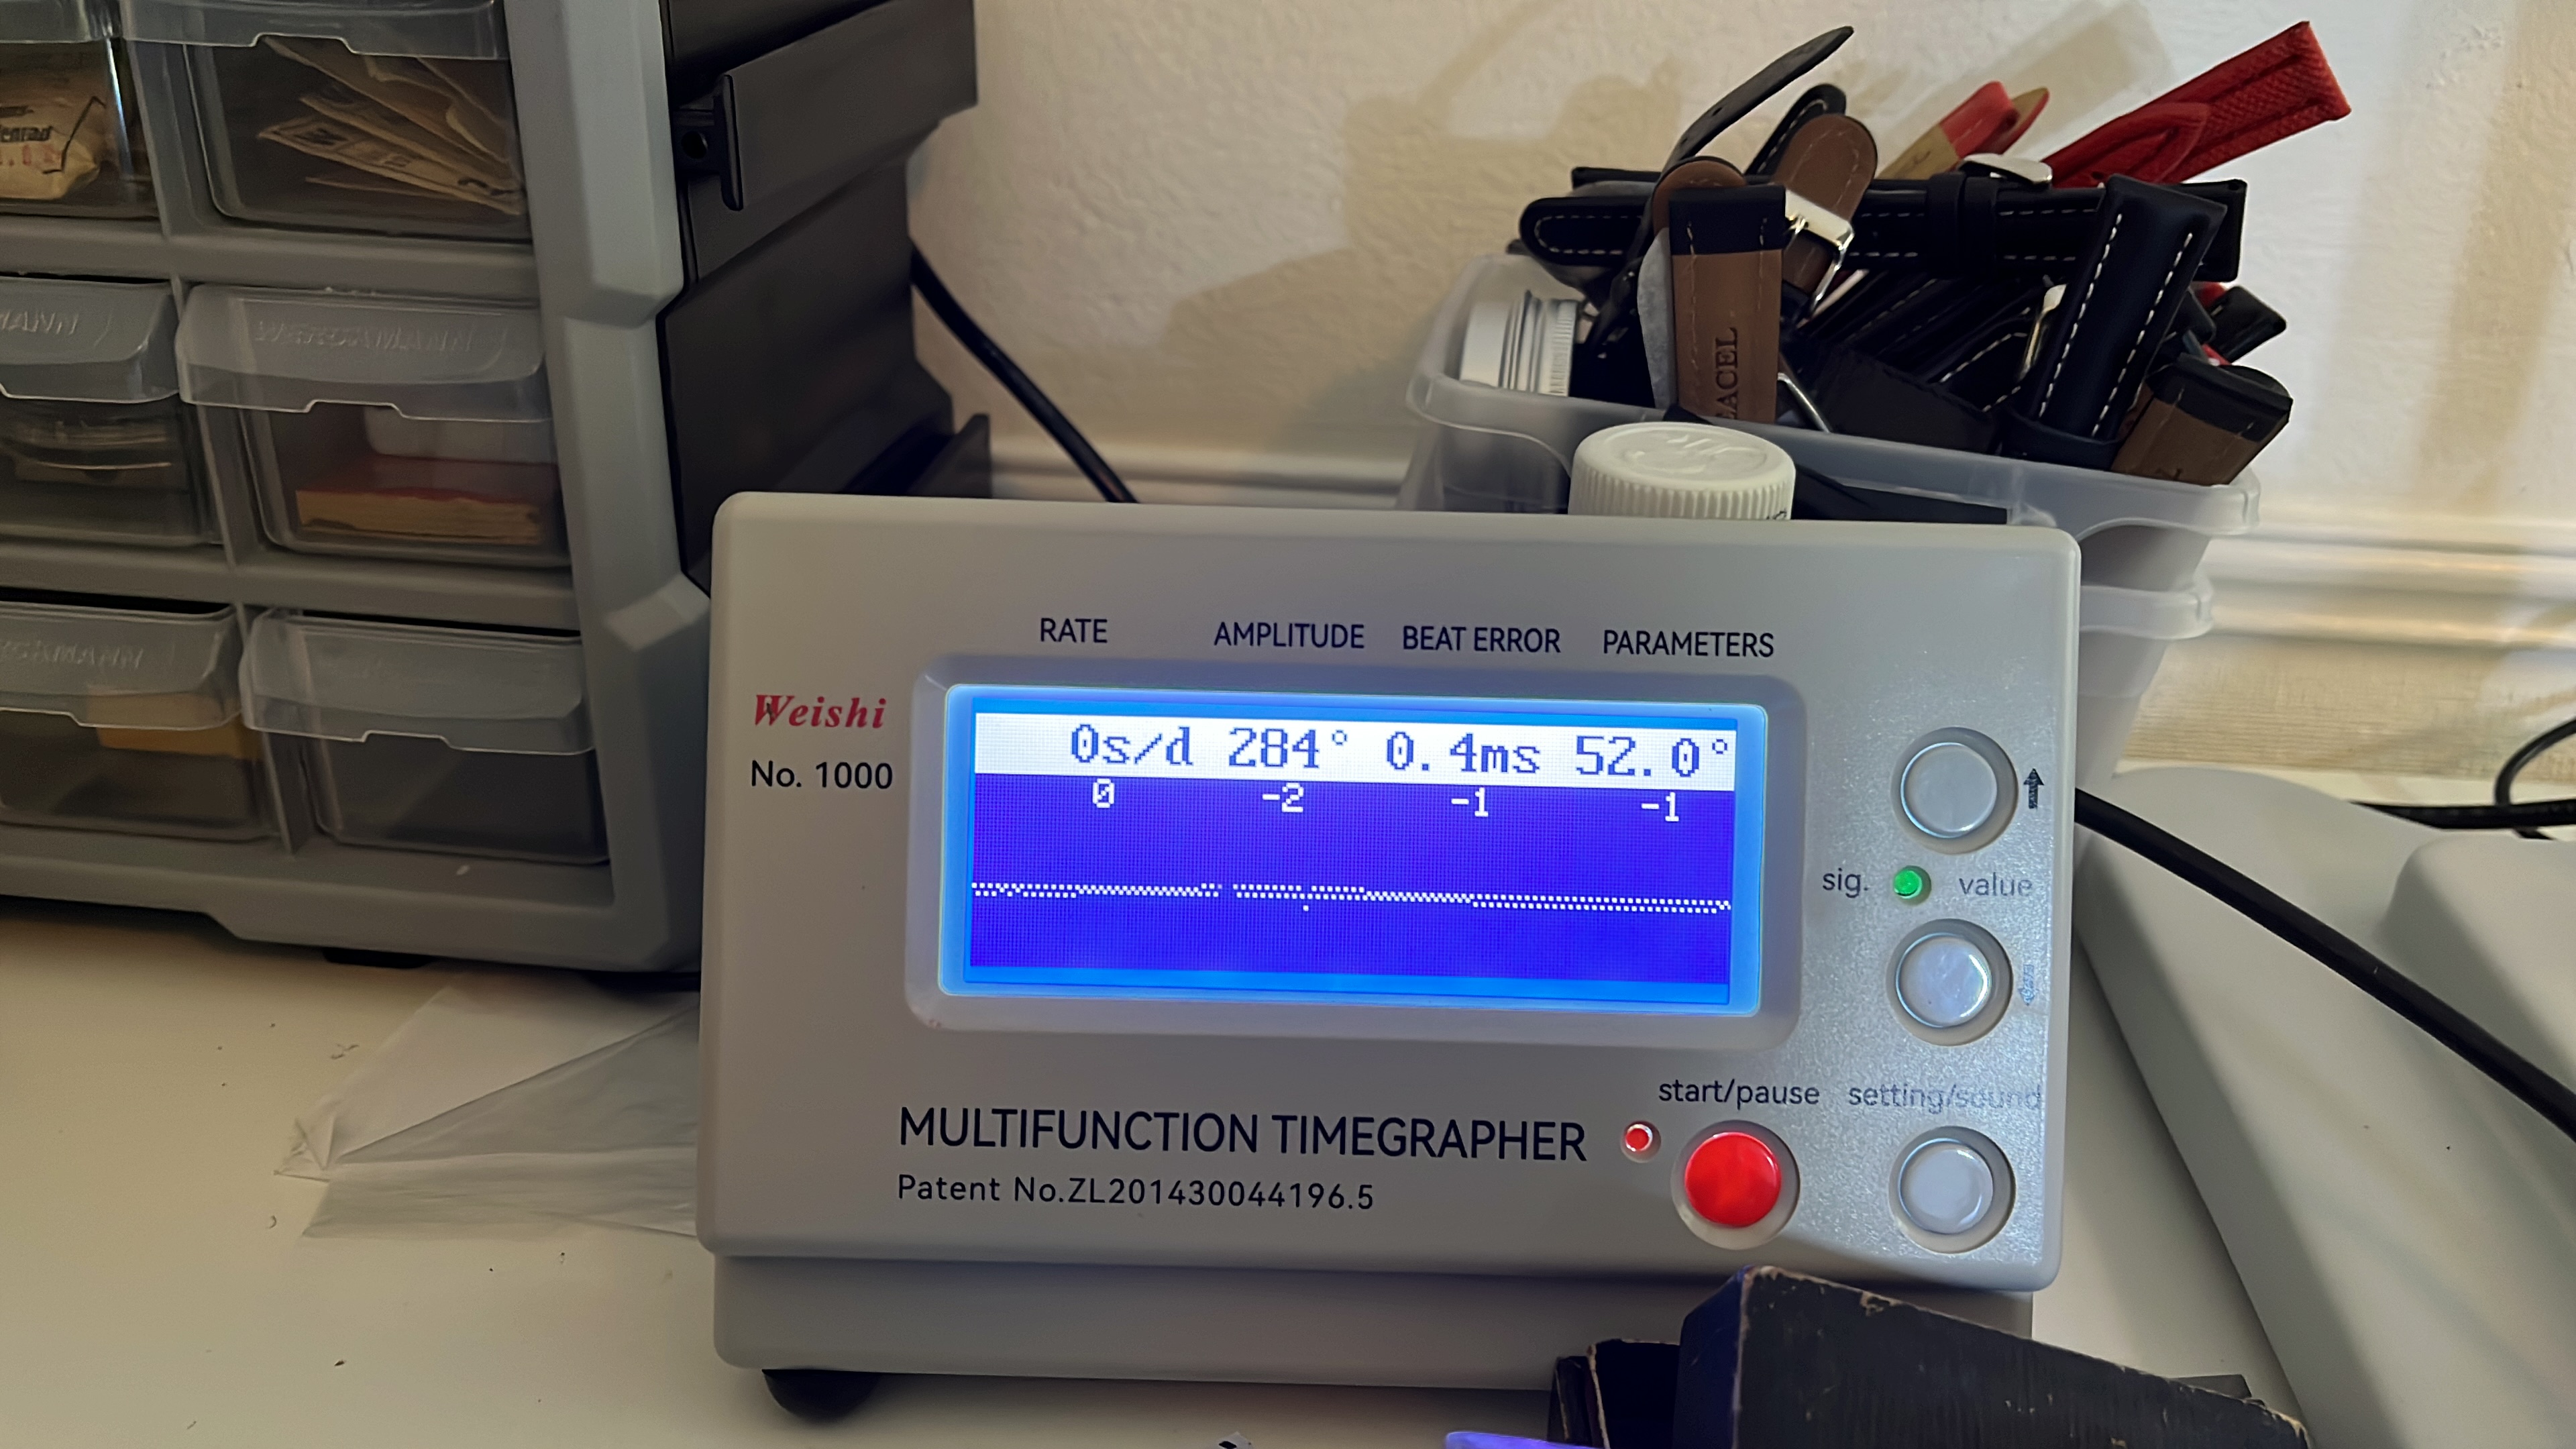 RATE AMPLITUDE BEAT ERROR PARAMETERS
Weishi
No. 1000
0s/d 284° 0.4ms 52.0°
0 -2 -1 -1
sig. value
start/pause setting/sound
MULTIFUNCTION TIMEGRAPHER
Patent No.ZL201430044196.5